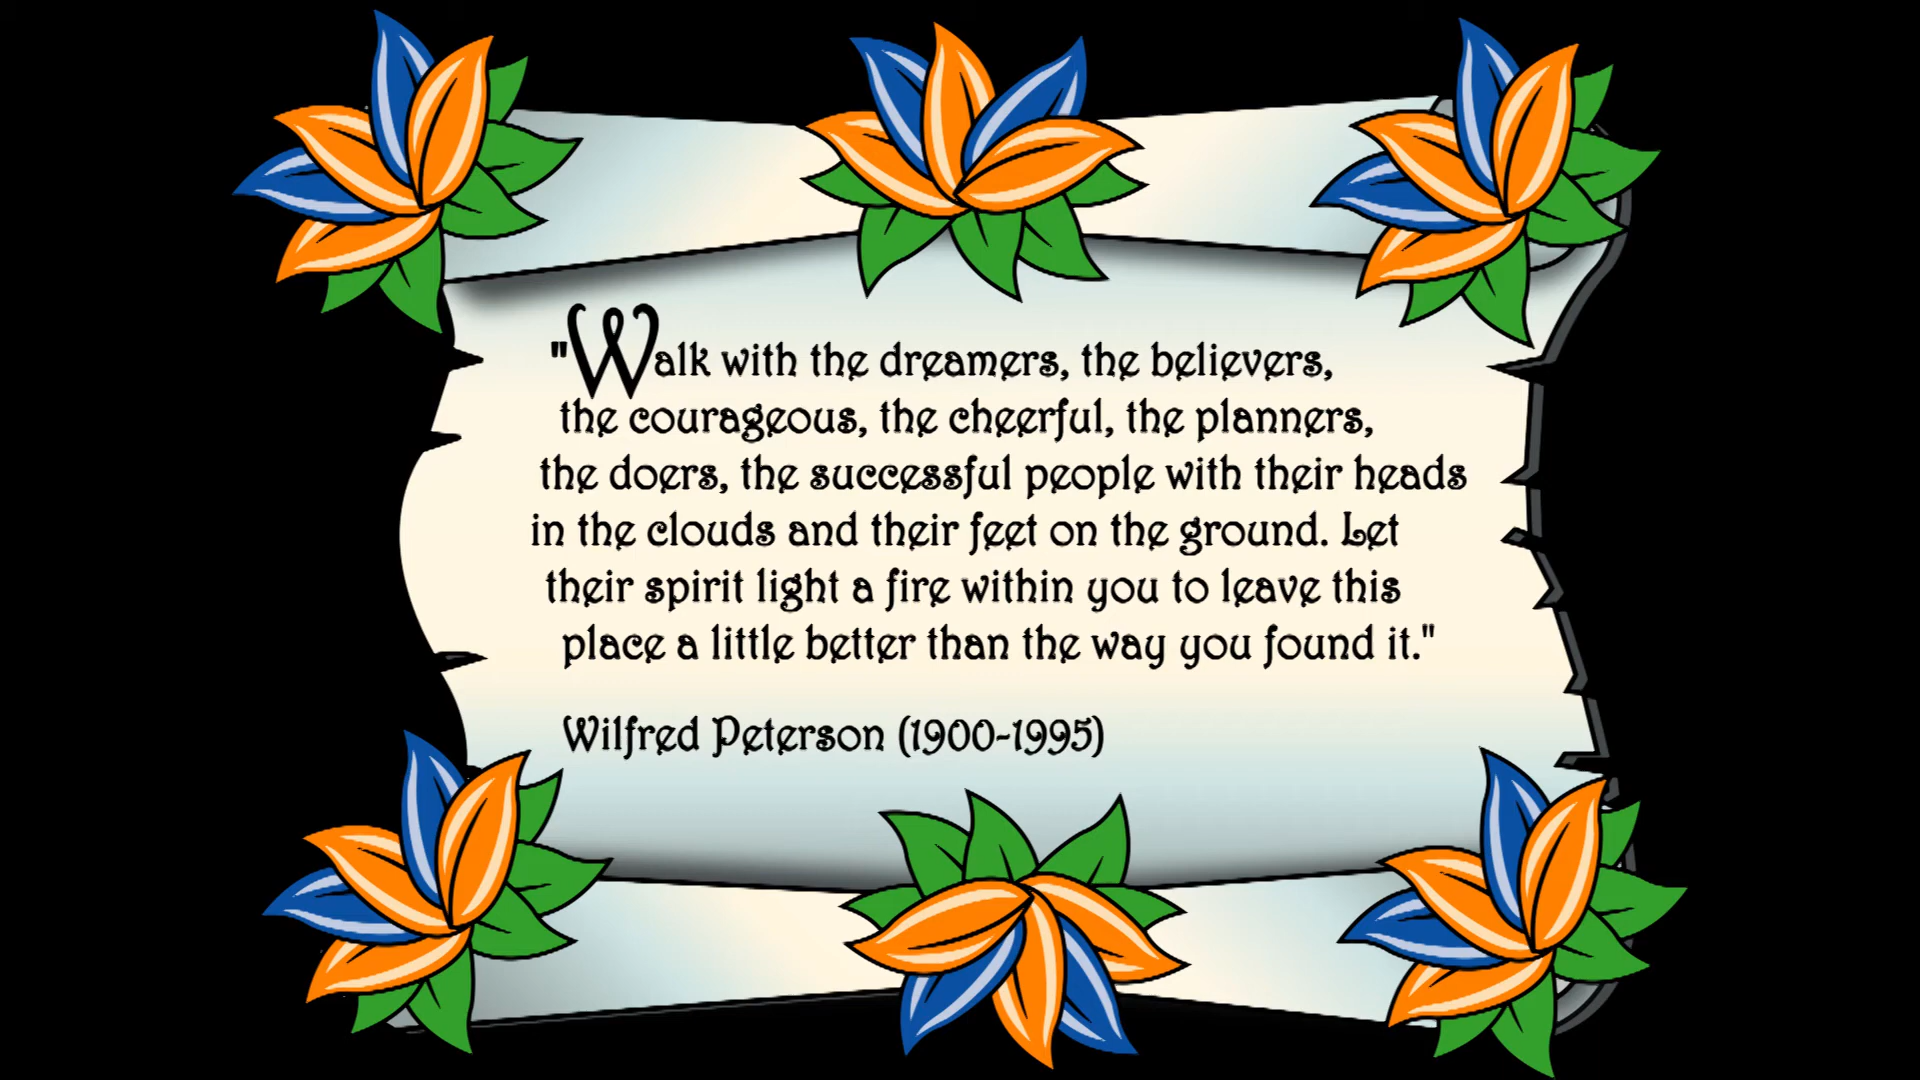 "Walk with the dreamers, the believers,
the courageous, the cheerful, the planners,
the doers, the successful people with their heads
in the clouds and their feet on the ground. Let
their spirit light a fire within you to leave this
place a little better than the way you found it."
Wilfred Peterson (1900-1995)